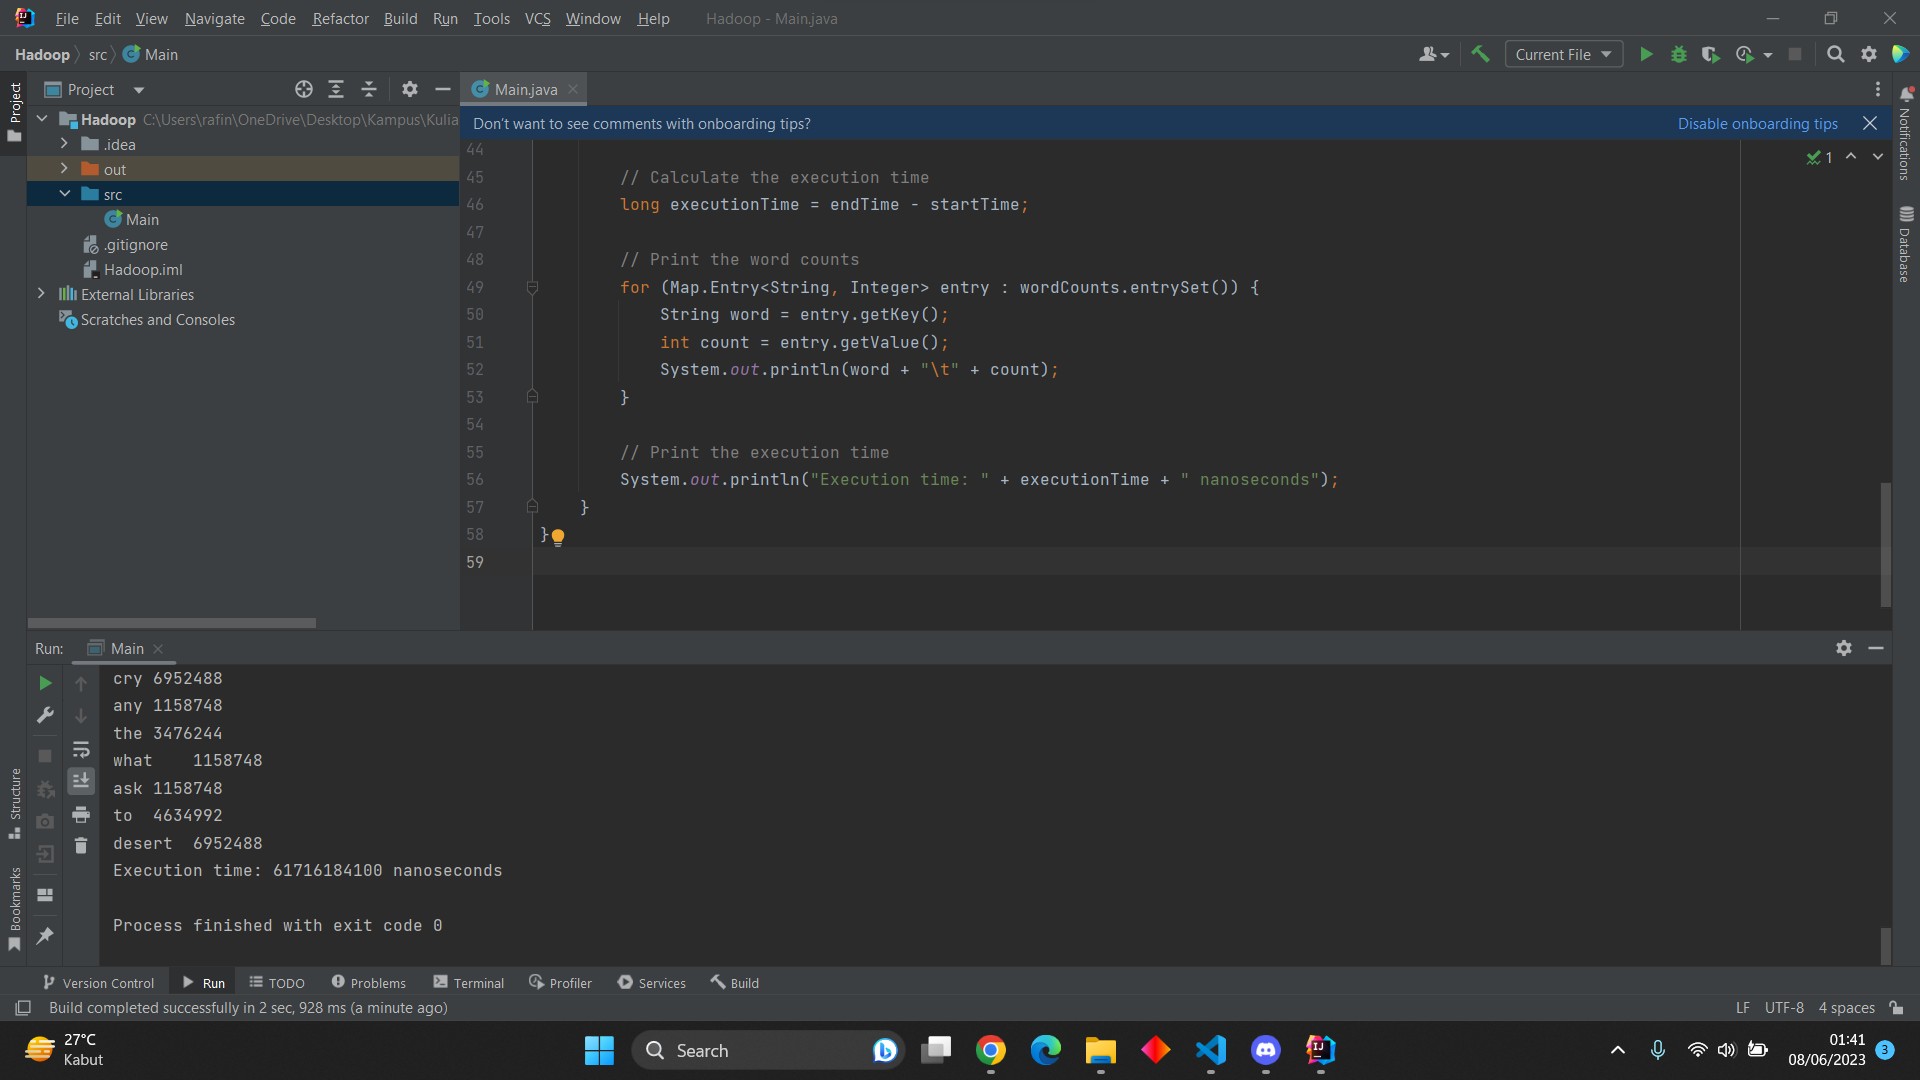 File Edit View Navigate Code Refactor Build Run Tools VCS Window Help Hadoop - Main.java
Hadoop src Main
Current File
Project
Project
Main.java
Hadoop C:\Users\rafin\OneDrive\Desktop\Kampus\Kulia
.idea
out
src
Main
.gitignore
Hadoop.iml
External Libraries
Scratches and Consoles
Don't want to see comments with onboarding tips?
Disable onboarding tips
1
44
45 // Calculate the execution time
46 long executionTime = endTime - startTime;
47
48 // Print the word counts
49 for (Map.Entry<String, Integer> entry : wordCounts.entrySet()) {
50 String word = entry.getKey();
51 int count = entry.getValue();
52 System.out.println(word + "\t" + count);
53 }
54
55 // Print the execution time
56 System.out.println("Execution time: " + executionTime + " nanoseconds");
57 }
58 }
59
Notifications
Database
Run: Main
cry 6952488
any 1158748
the 3476244
what 1158748
ask 1158748
to 4634992
desert 6952488
Execution time: 61716184100 nanoseconds
Process finished with exit code 0
Structure
Bookmarks
Version Control Run TODO Problems Terminal Profiler Services Build
Build completed successfully in 2 sec, 928 ms (a minute ago)
LF UTF-8 4 spaces
27°C
Kabut
Search
01:41
08/06/2023
3